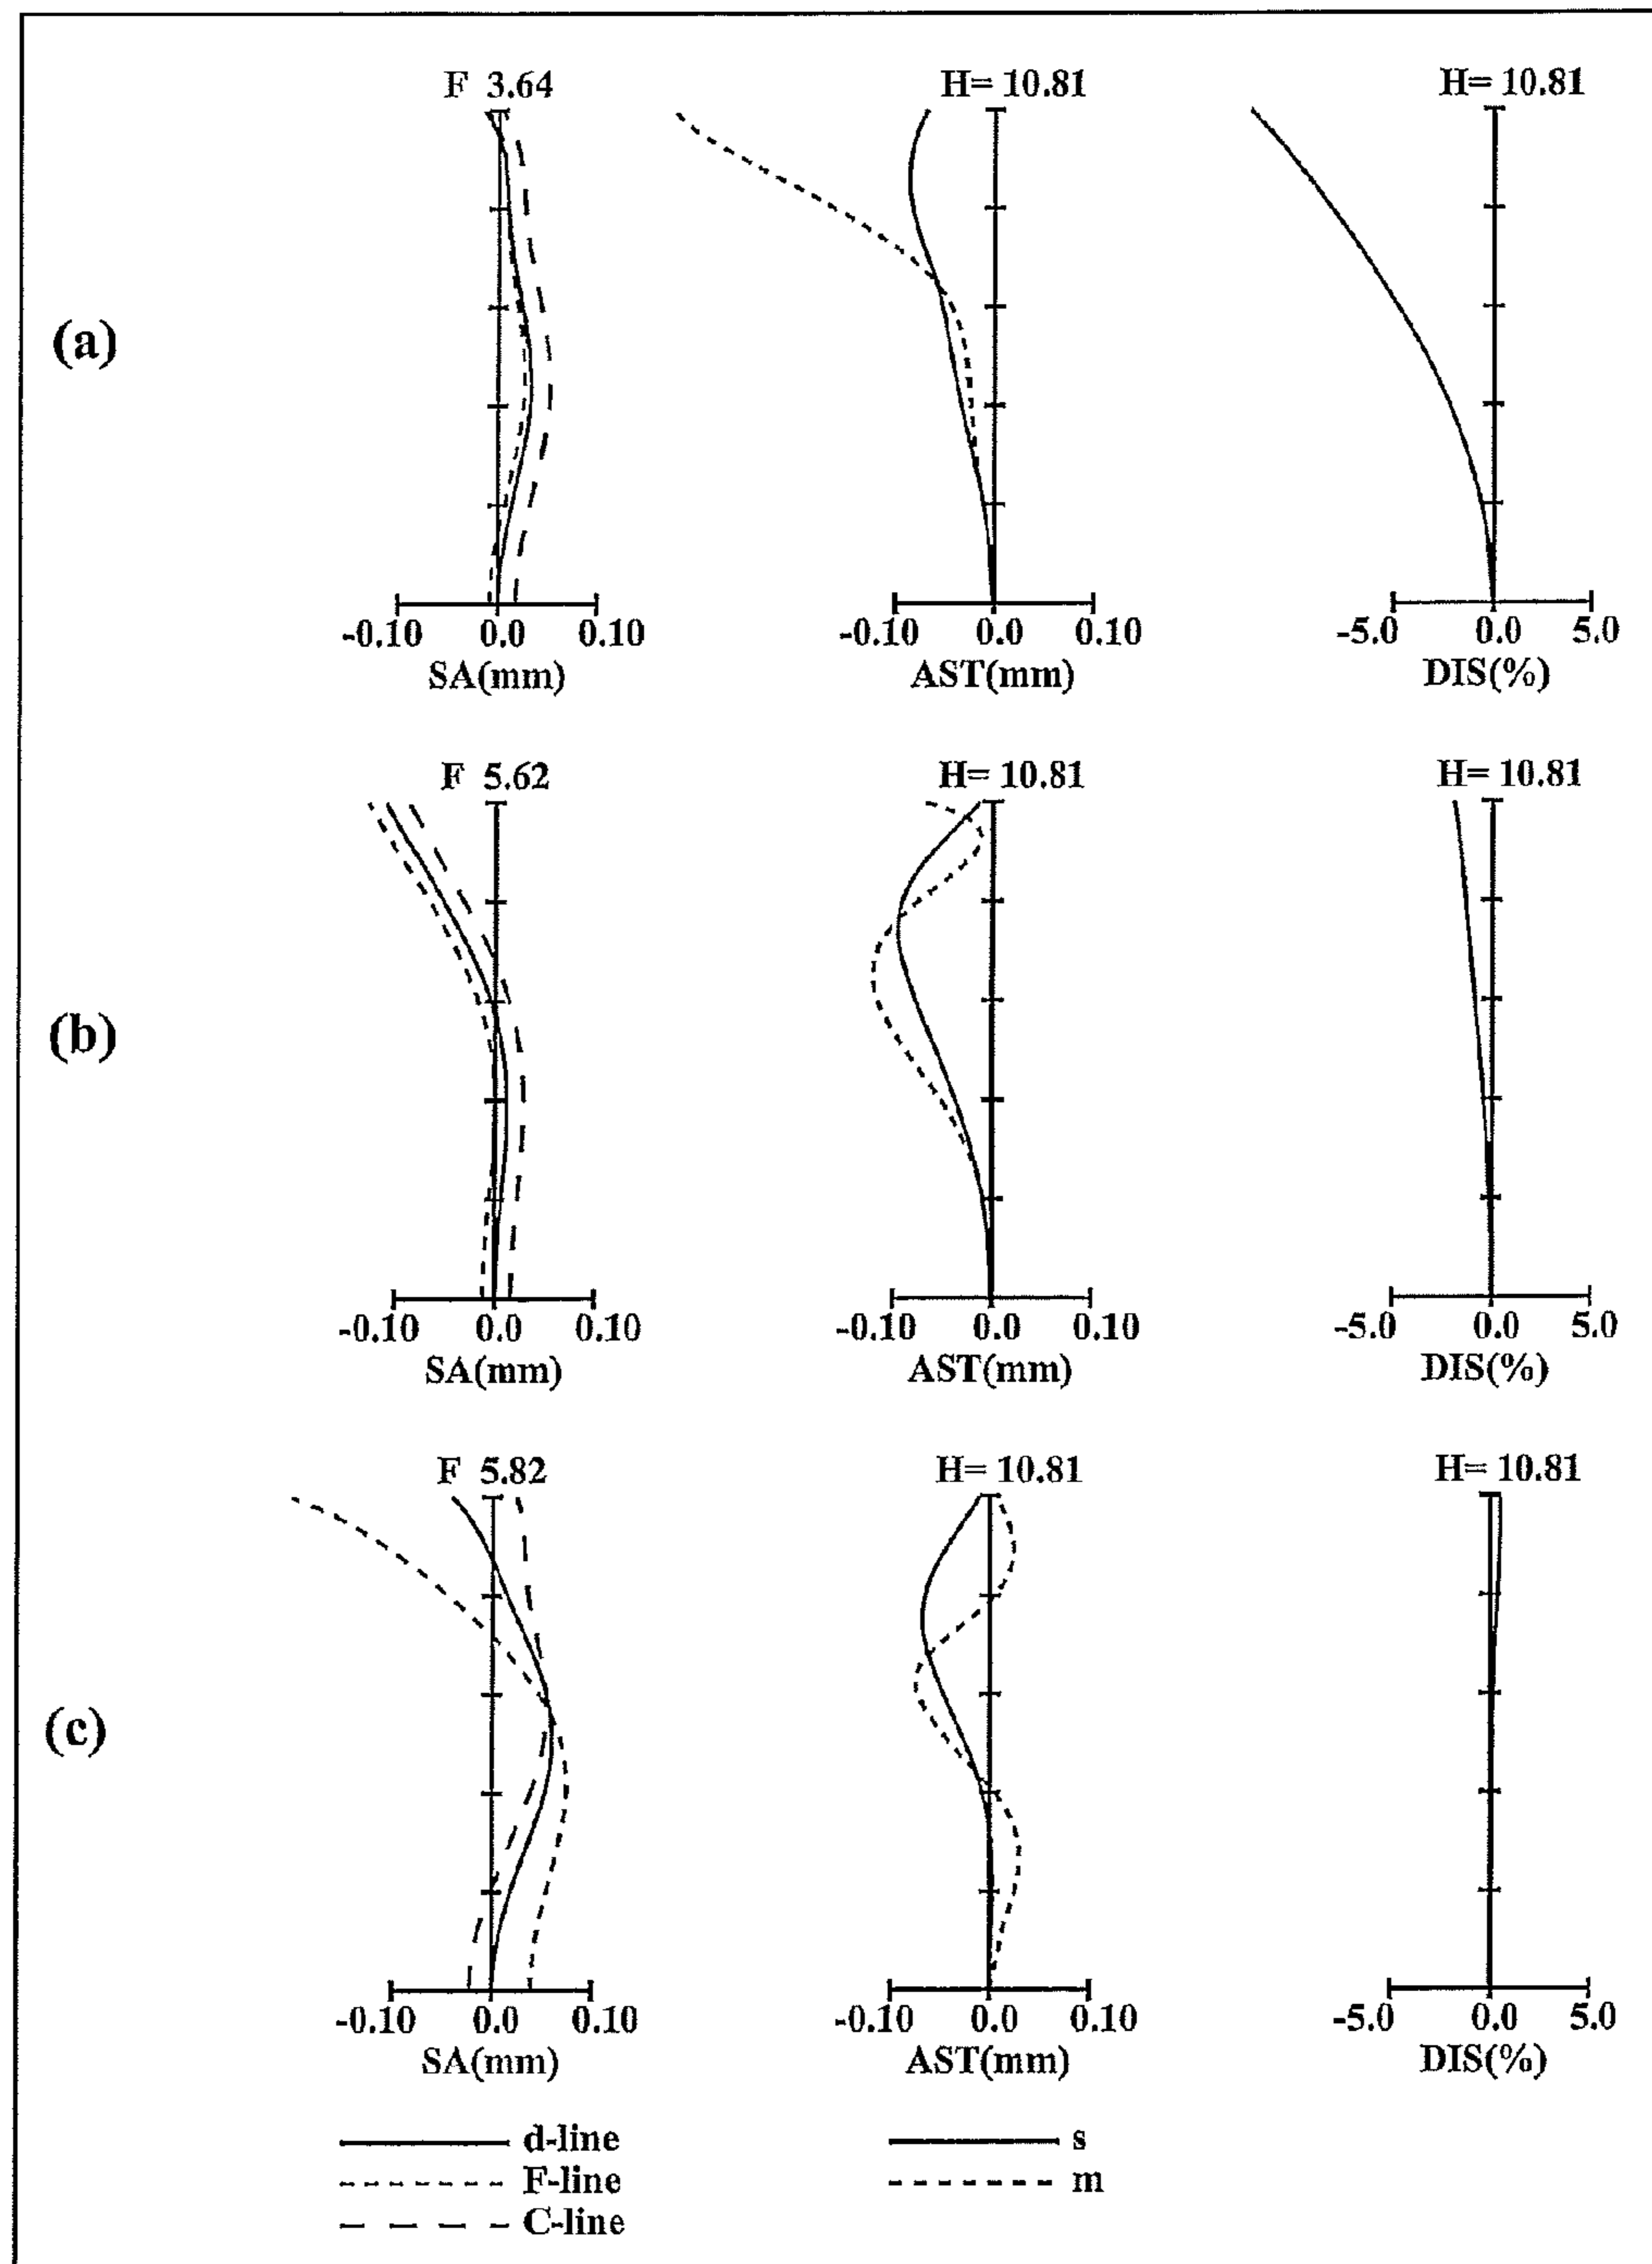 F 3.64 H= 10.81 H= 10.81
(a)
-0.10 0.0 0.10 -0.10 0.0 0.10 -5.0 0.0 5.0
SA(mm) AST(mm) DIS(%)
F 5.62 H= 10.81 H= 10.81
(b)
-0.10 0.0 0.10 -0.10 0.0 0.10 -5.0 0.0 5.0
SA(mm) AST(mm) DIS(%)
F 5.82 H= 10.81 H= 10.81
(c)
-0.10 0.0 0.10 -0.10 0.0 0.10 -5.0 0.0 5.0
SA(mm) AST(mm) DIS(%)
d-line s
F-line m
C-line